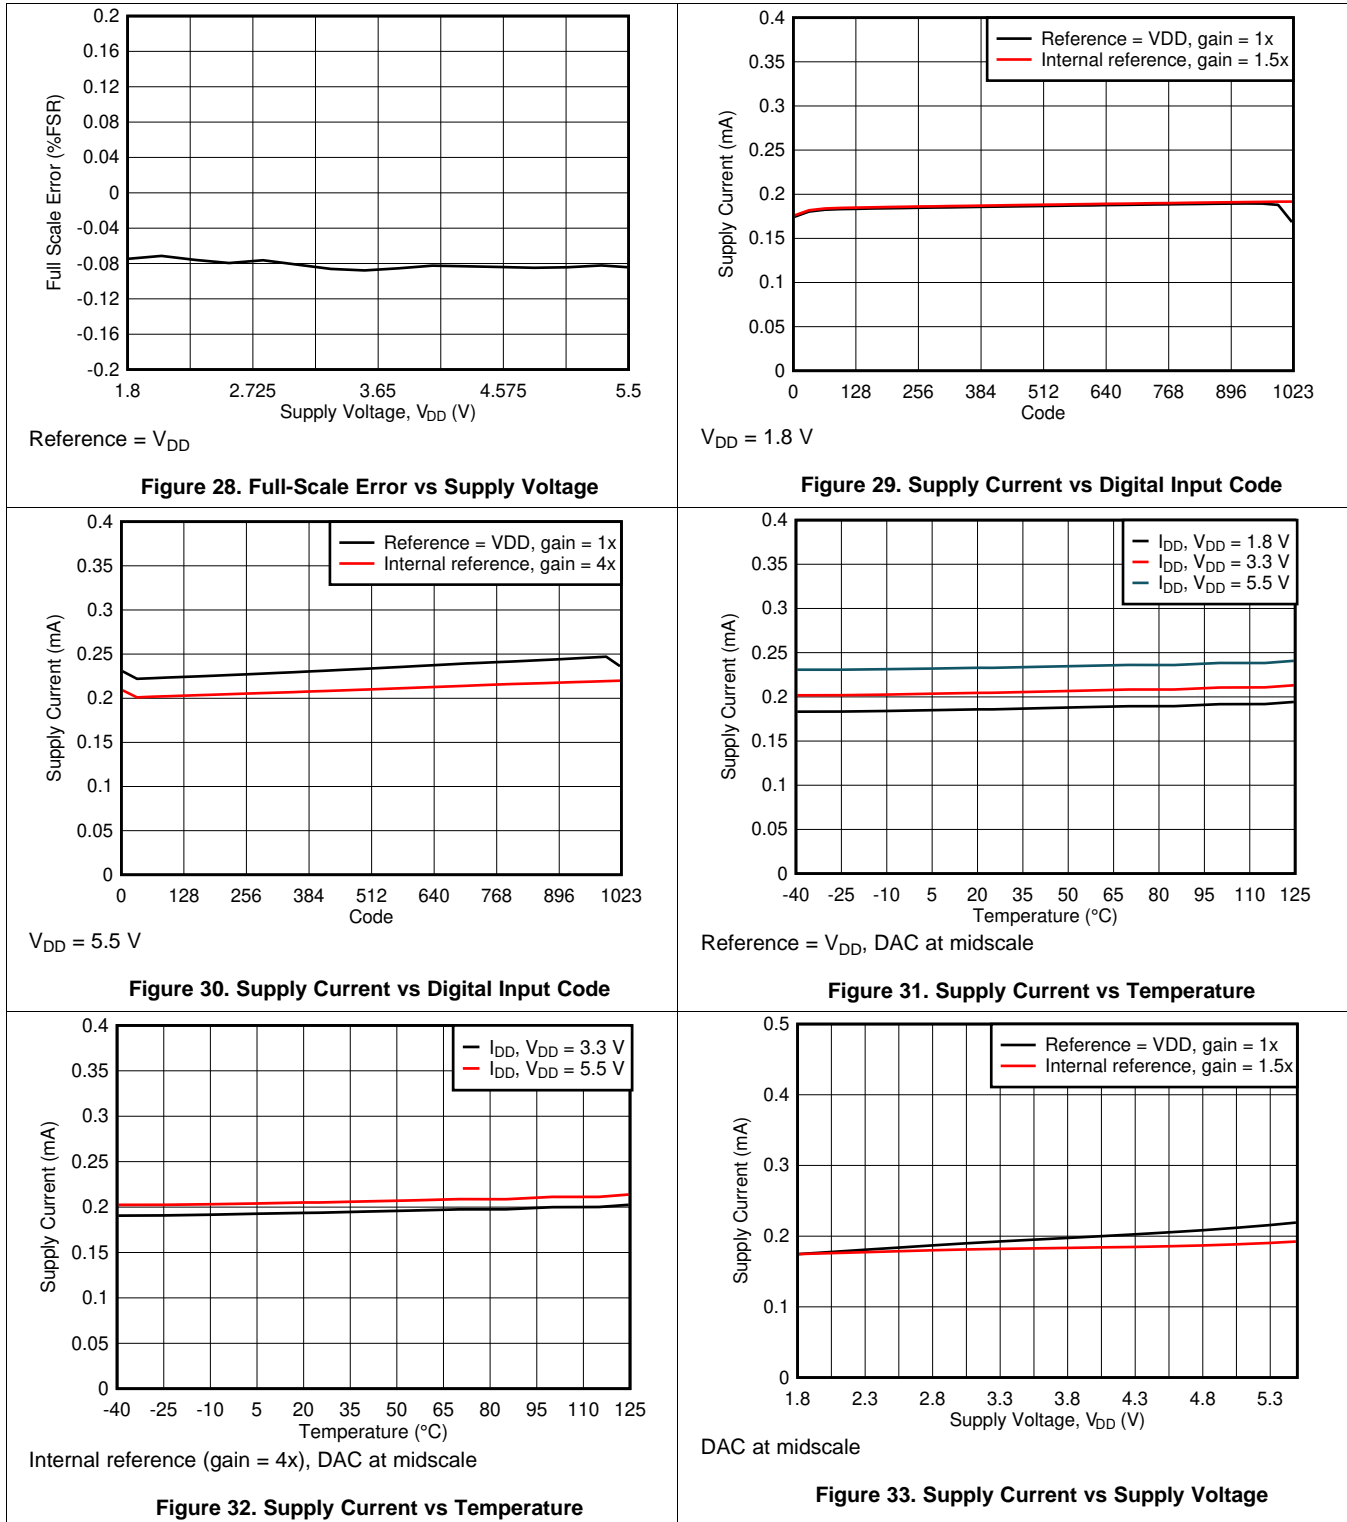 0.2
0.16
0.12
0.08
0.04
0
-0.04
-0.08
-0.12
-0.16
-0.2
Full Scale Error (%FSR)
1.8 2.725 3.65 4.575 5.5
Supply Voltage, VDD (V)
Reference = VDD
Figure 28. Full-Scale Error vs Supply Voltage
0.4
0.35
0.3
0.25
0.2
0.15
0.1
0.05
0
Supply Current (mA)
Reference = VDD, gain = 1x
Internal reference, gain = 1.5x
0 128 256 384 512 640 768 896 1023
Code
VDD = 1.8 V
Figure 29. Supply Current vs Digital Input Code
0.4
0.35
0.3
0.25
0.2
0.15
0.1
0.05
0
Supply Current (mA)
Reference = VDD, gain = 1x
Internal reference, gain = 4x
0 128 256 384 512 640 768 896 1023
Code
VDD = 5.5 V
Figure 30. Supply Current vs Digital Input Code
0.4
0.35
0.3
0.25
0.2
0.15
0.1
0.05
0
Supply Current (mA)
IDD, VDD = 1.8 V
IDD, VDD = 3.3 V
IDD, VDD = 5.5 V
-40 -25 -10 5 20 35 50 65 80 95 110 125
Temperature (°C)
Reference = VDD, DAC at midscale
Figure 31. Supply Current vs Temperature
0.4
0.35
0.3
0.25
0.2
0.15
0.1
0.05
0
Supply Current (mA)
IDD, VDD = 3.3 V
IDD, VDD = 5.5 V
-40 -25 -10 5 20 35 50 65 80 95 110 125
Temperature (°C)
Internal reference (gain = 4x), DAC at midscale
Figure 32. Supply Current vs Temperature
0.5
0.4
0.3
0.2
0.1
0
Supply Current (mA)
Reference = VDD, gain = 1x
Internal reference, gain = 1.5x
1.8 2.3 2.8 3.3 3.8 4.3 4.8 5.3
Supply Voltage, VDD (V)
DAC at midscale
Figure 33. Supply Current vs Supply Voltage